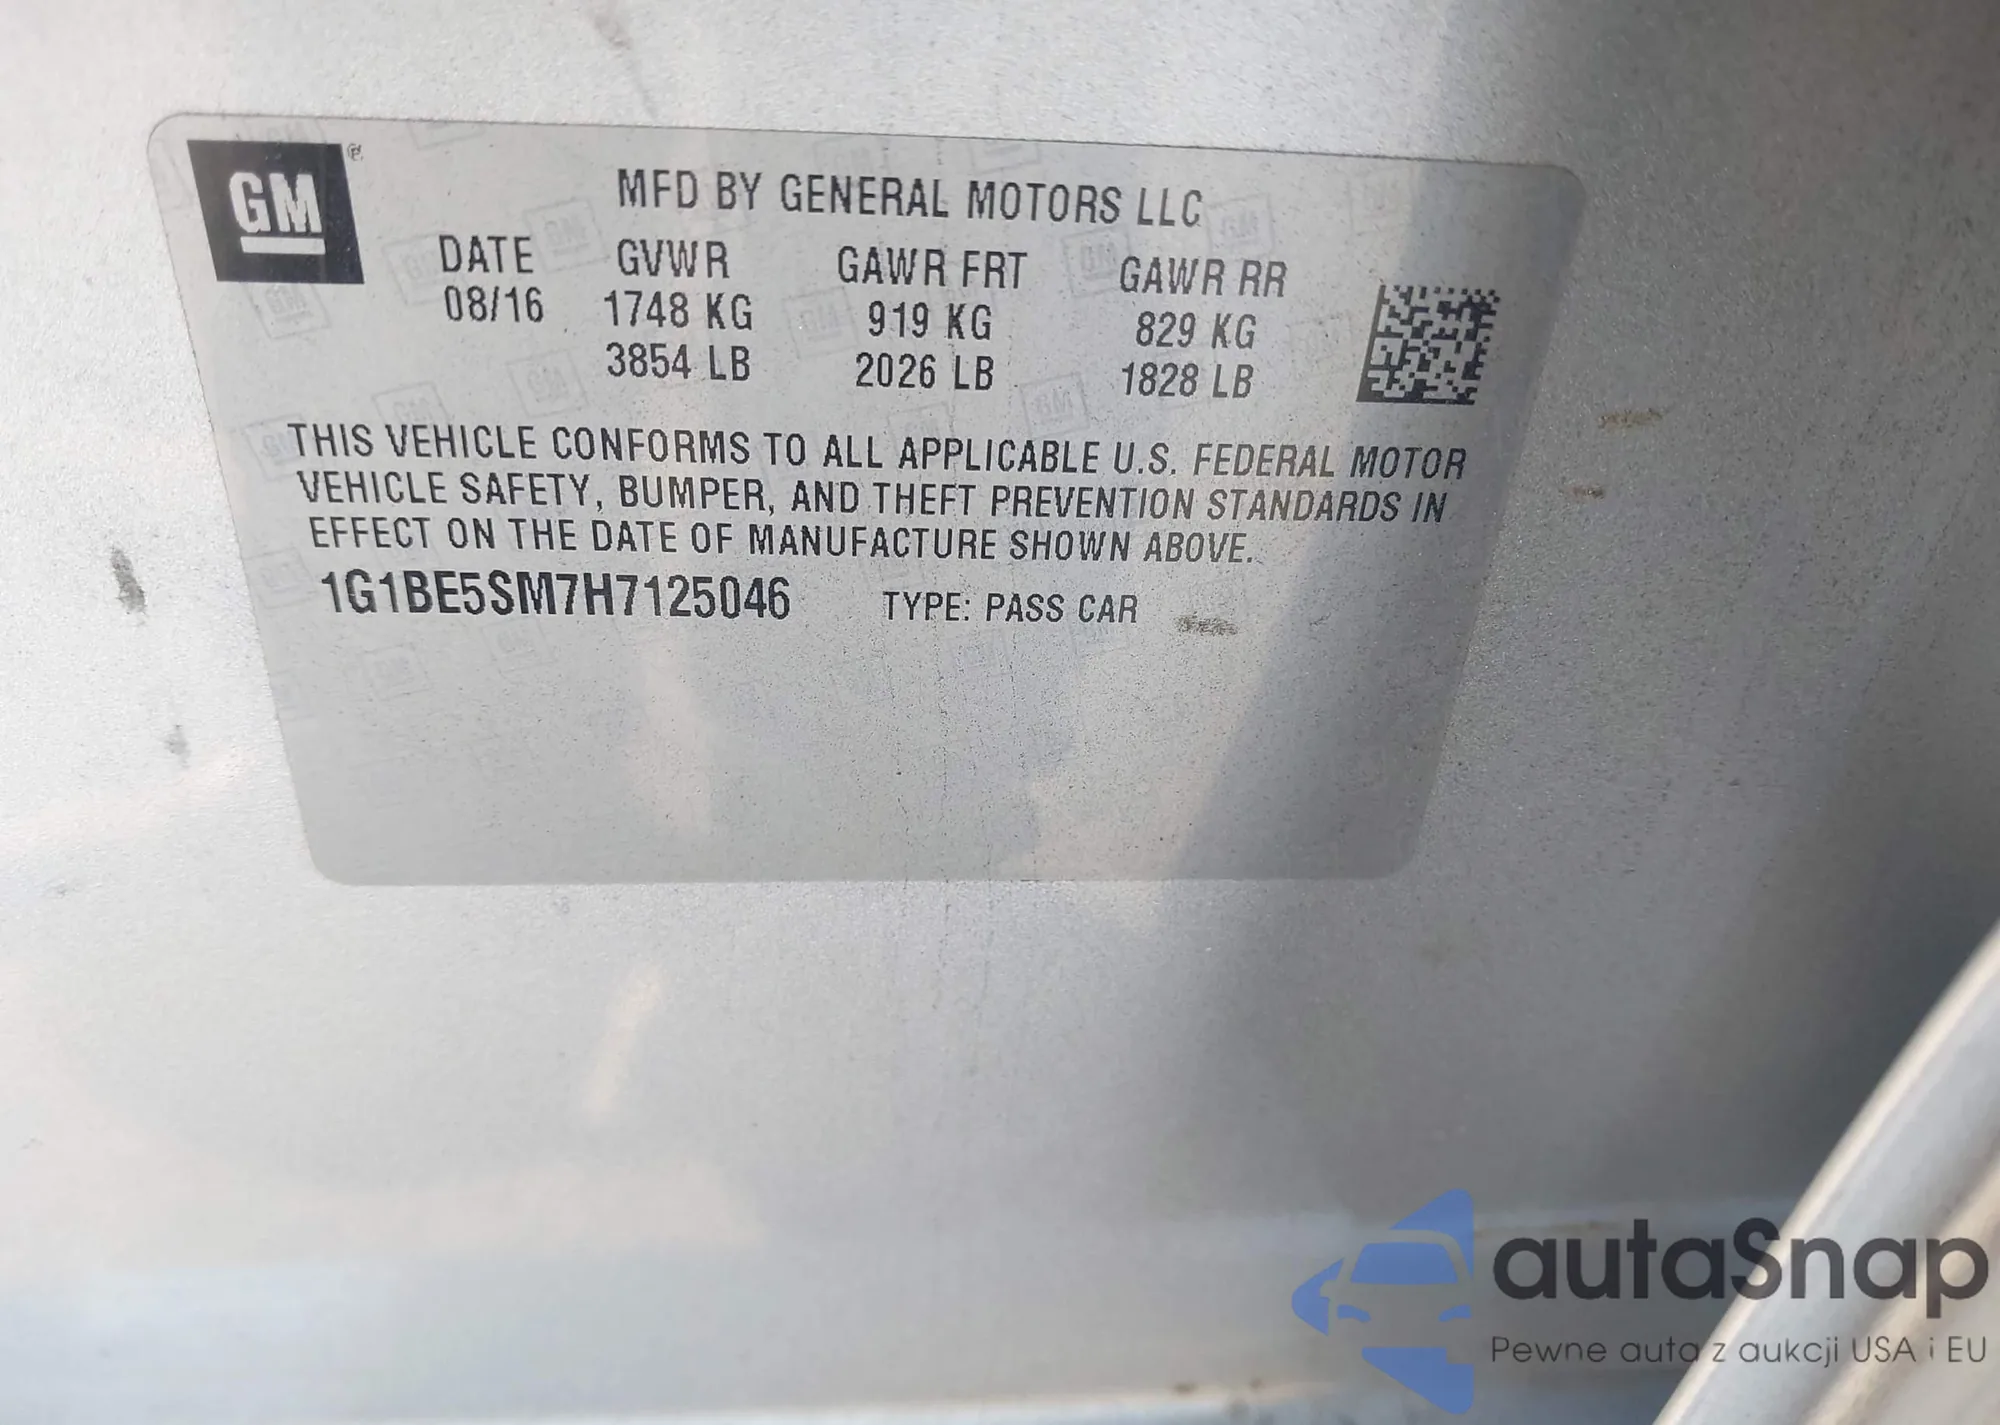 GM
MFD BY GENERAL MOTORS LLC
DATE GVWR GAWR FRT GAWR RR
08/16 1748 KG 919 KG 829 KG
3854 LB 2026 LB 1828 LB
THIS VEHICLE CONFORMS TO ALL APPLICABLE U.S. FEDERAL MOTOR
VEHICLE SAFETY, BUMPER, AND THEFT PREVENTION STANDARDS IN
EFFECT ON THE DATE OF MANUFACTURE SHOWN ABOVE.
1G1BE5SM7H7125046 TYPE: PASS CAR
autaSnap
Pewne auta z aukcji USA i EU